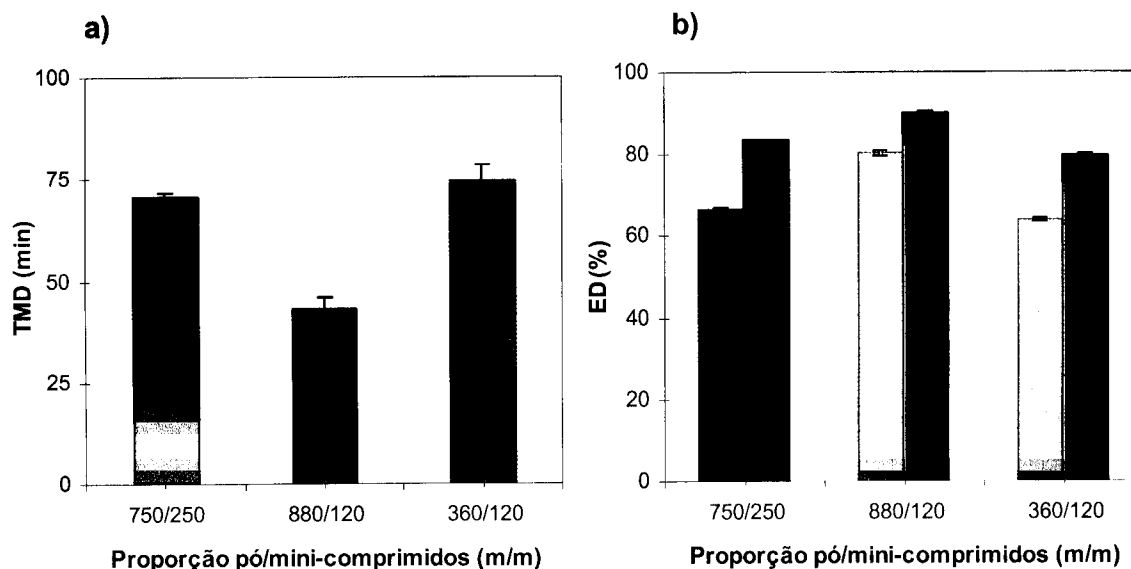 a)
100
75
50
25
0
TMD (min)
750/250
880/120
360/120
Proporção pó/mini-comprimidos (m/m)
b)
100
80
60
40
20
0
ED (%)
750/250
880/120
360/120
Proporção pó/mini-comprimidos (m/m)